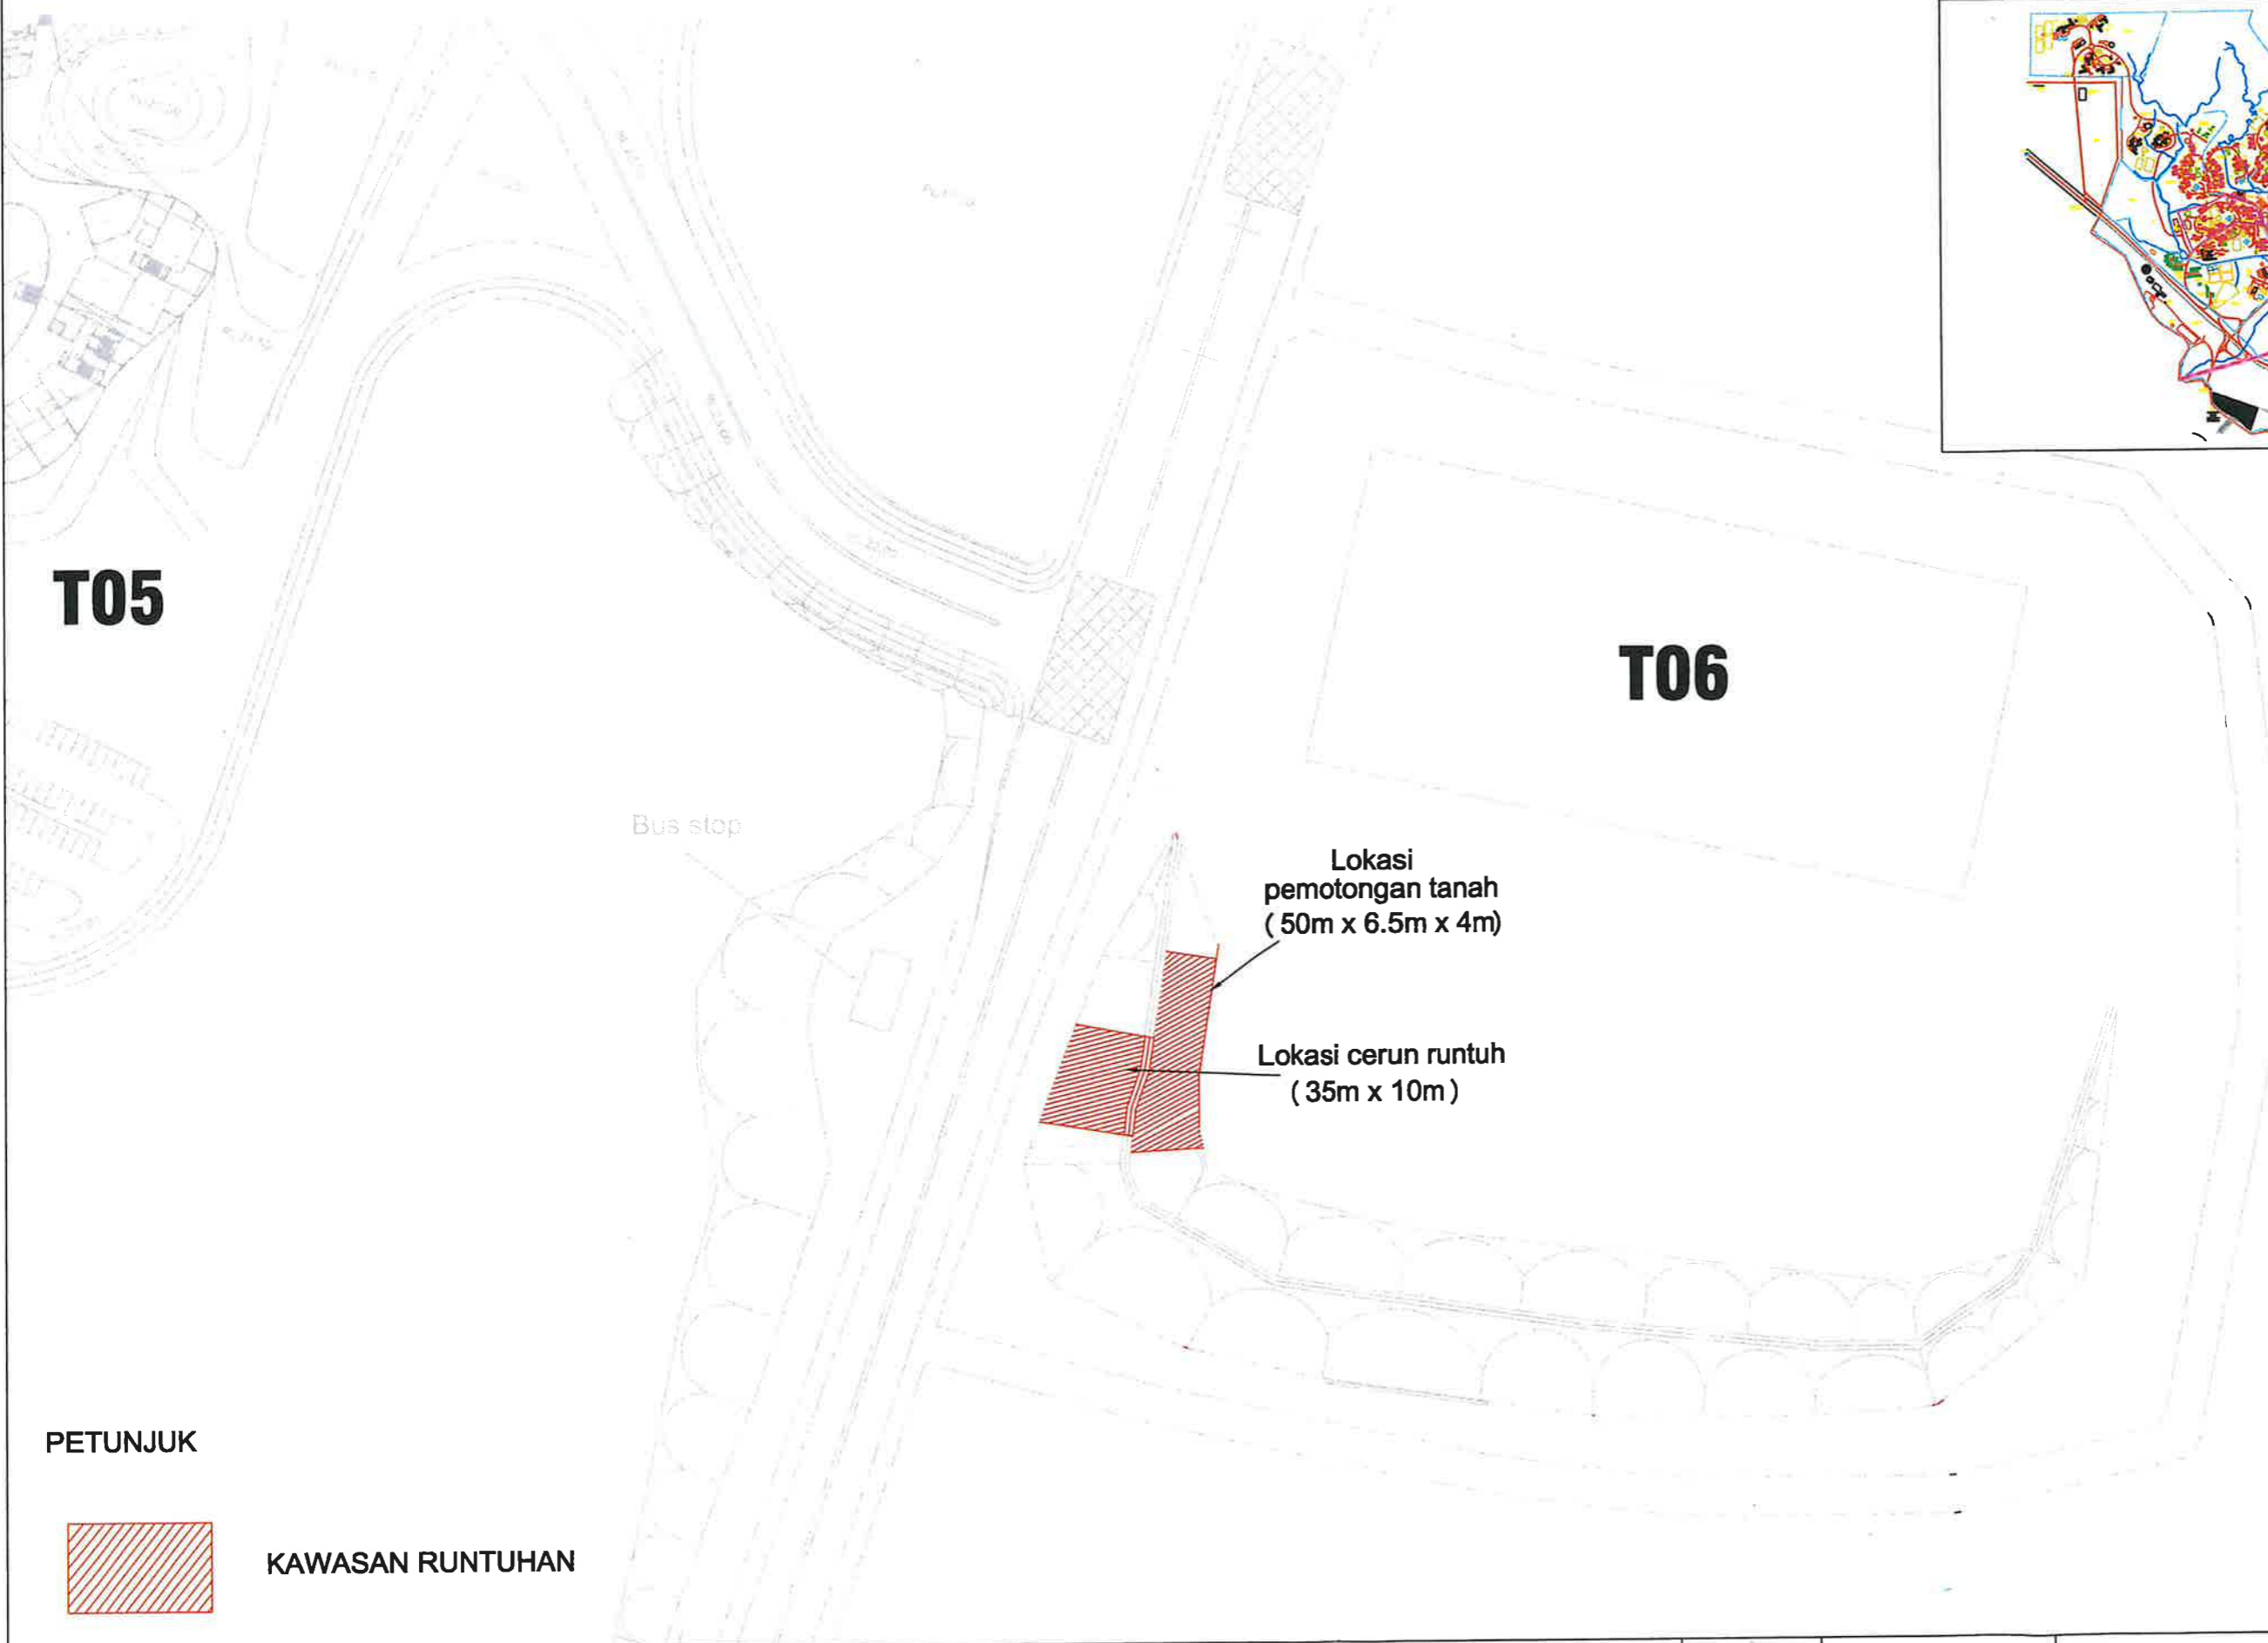 T05
T06
Bus stop
Lokasi
pemotongan tanah
( 50m x 6.5m x 4m)
Lokasi cerun runtuh
( 35m x 10m )
PETUNJUK
KAWASAN RUNTUHAN